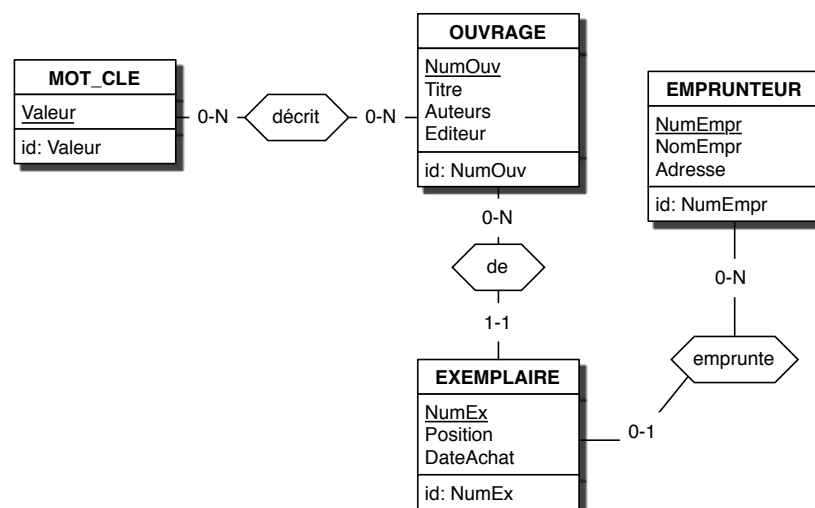 MOT_CLE
Valeur
id: Valeur
0-N
décrit
0-N
OUVRAGE
NumOuv
Titre
Auteurs
Editeur
id: NumOuv
EMPRUNTEUR
NumEmpr
NomEmpr
Adresse
id: NumEmpr
0-N
de
1-1
0-N
emprunte
0-1
EXEMPLAIRE
NumEx
Position
DateAchat
id: NumEx